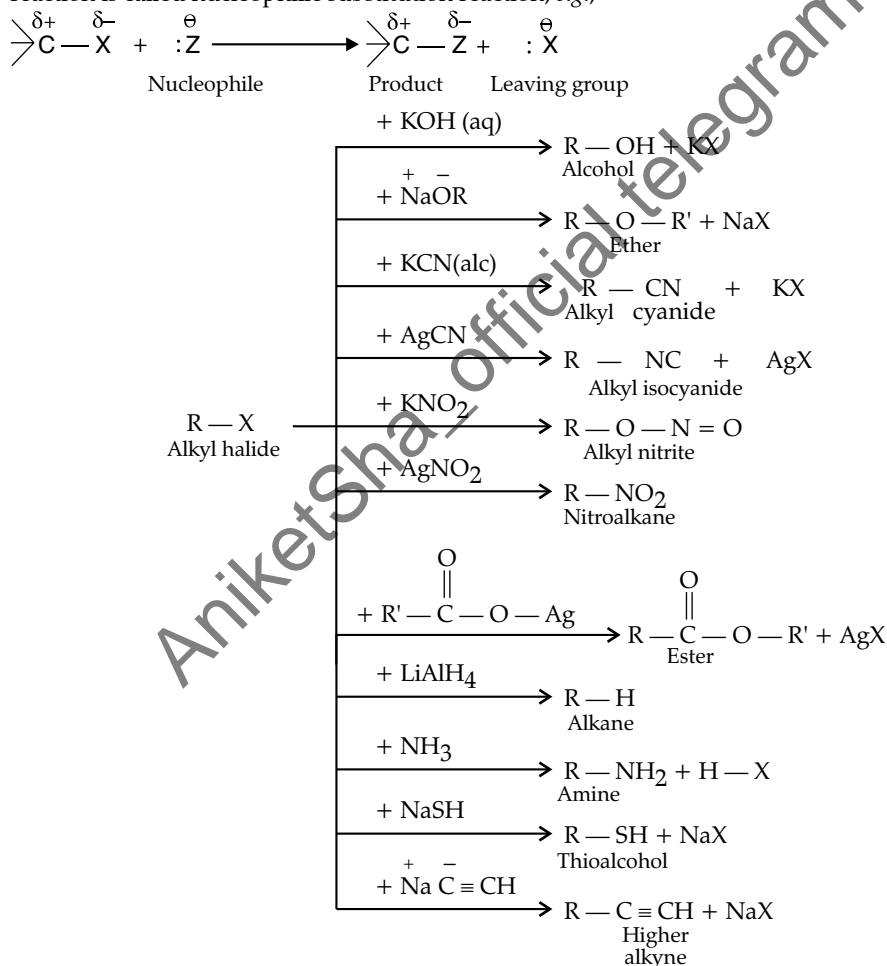 reaction is called nucleophilic substitution reaction, e.g.,
δ+ δ− δ+ δ−
C — X + :Z⊖ ⟶ C — Z + :X⊖
Nucleophile Product Leaving group
+ KOH (aq)
R — OH + KX
Alcohol
+ −
+ NaOR
R — O — R' + NaX
Ether
+ KCN(alc)
R — CN + KX
Alkyl cyanide
+ AgCN
R — NC + AgX
Alkyl isocyanide
+ KNO2
R — X
R — O — N = O
Alkyl halide
Alkyl nitrite
+ AgNO2
R — NO2
Nitroalkane
O
||
+ R' — C — O — Ag
O
||
R — C — O — R' + AgX
Ester
+ LiAlH4
R — H
Alkane
+ NH3
R — NH2 + H — X
Amine
+ NaSH
R — SH + NaX
Thioalcohol
+ −
+ Na C ≡ CH
R — C ≡ CH + NaX
Higher
alkyne
AniketSha_official telegram